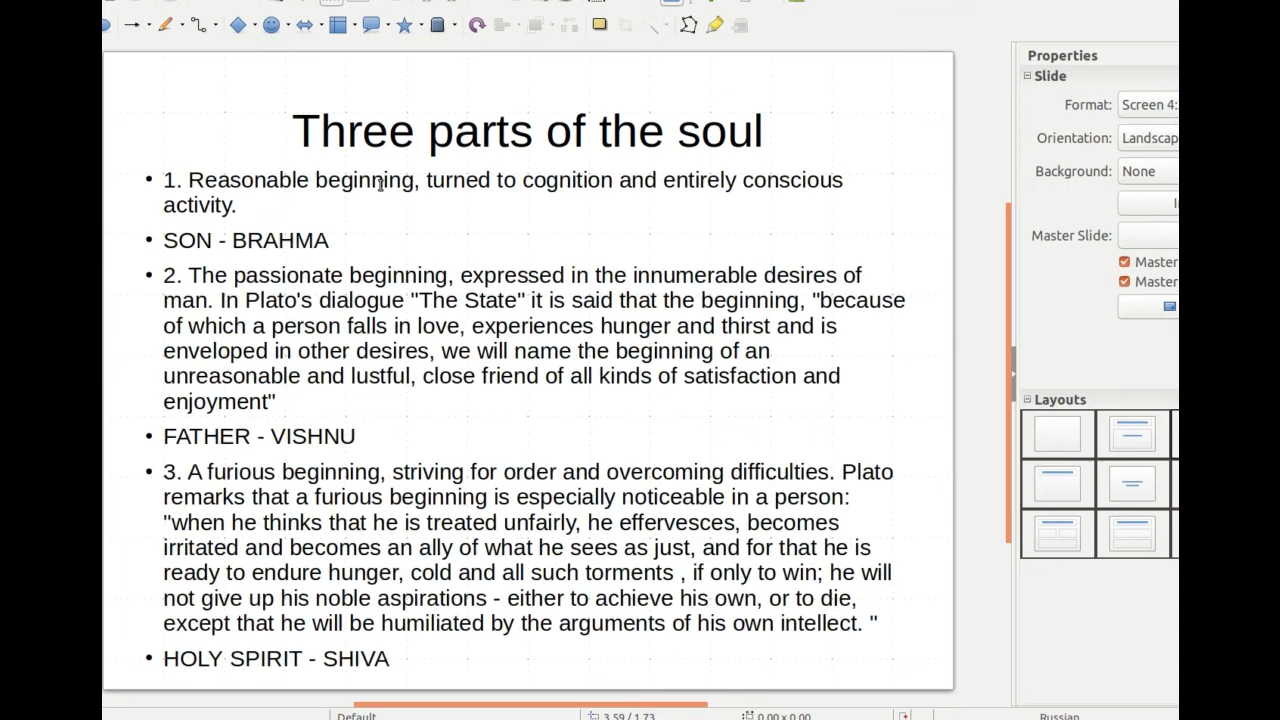 Three parts of the soul
• 1. Reasonable beginning, turned to cognition and entirely conscious
activity.
• SON - BRAHMA
• 2. The passionate beginning, expressed in the innumerable desires of
man. In Plato's dialogue "The State" it is said that the beginning, "because
of which a person falls in love, experiences hunger and thirst and is
enveloped in other desires, we will name the beginning of an
unreasonable and lustful, close friend of all kinds of satisfaction and
enjoyment"
• FATHER - VISHNU
• 3. A furious beginning, striving for order and overcoming difficulties. Plato
remarks that a furious beginning is especially noticeable in a person:
"when he thinks that he is treated unfairly, he effervesces, becomes
irritated and becomes an ally of what he sees as just, and for that he is
ready to endure hunger, cold and all such torments , if only to win; he will
not give up his noble aspirations - either to achieve his own, or to die,
except that he will be humiliated by the arguments of his own intellect. "
• HOLY SPIRIT - SHIVA
Properties
Slide
Format: Screen 4:
Orientation: Landscap
Background: None
Master Slide:
Master
Master
Layouts
Default
3.59 / 1.73
0.00 x 0.00
Russian